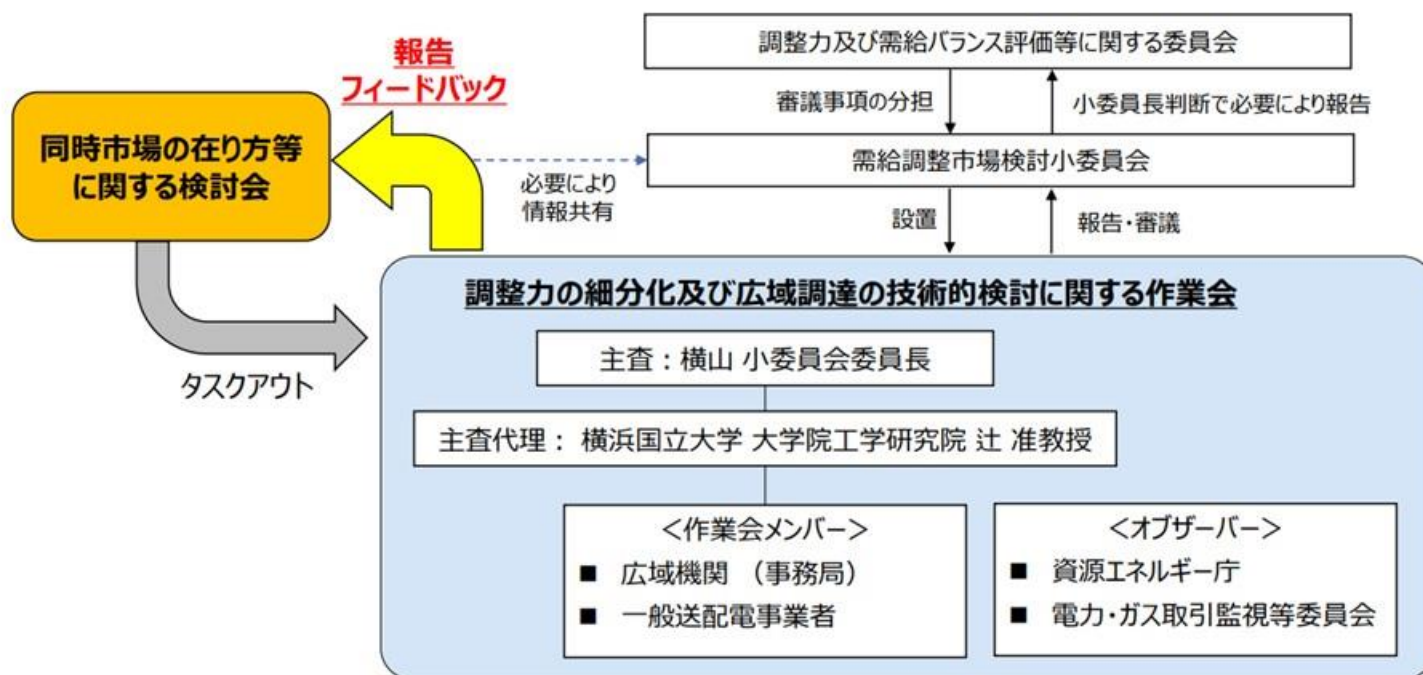 調整力及び需給バランス評価等に関する委員会
報告
フィードバック
審議事項の分担
小委員長判断で必要により報告
同時市場の在り方等
に関する検討会
需給調整市場検討小委員会
必要により
情報共有
設置
報告・審議
調整力の細分化及び広域調達の技術的検討に関する作業会
主査：横山 小委員会委員長
タスクアウト
主査代理： 横浜国立大学 大学院工学研究院 辻 准教授
＜作業会メンバー＞
■ 広域機関 （事務局）
■ 一般送配電事業者
＜オブザーバー＞
■ 資源エネルギー庁
■ 電力・ガス取引監視等委員会